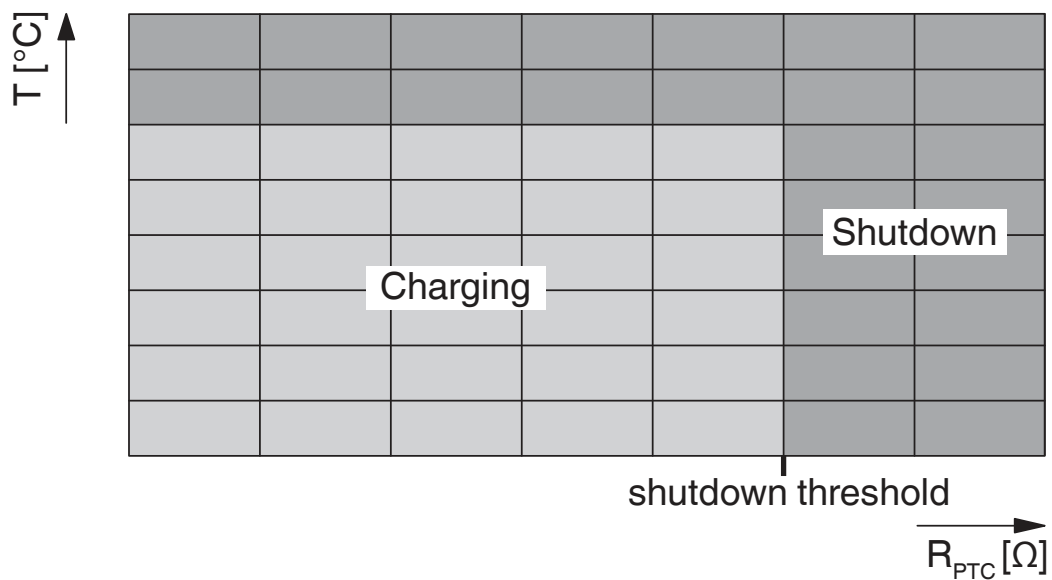 T [°C]
Shutdown
Charging
shutdown threshold
R_PTC [Ω]